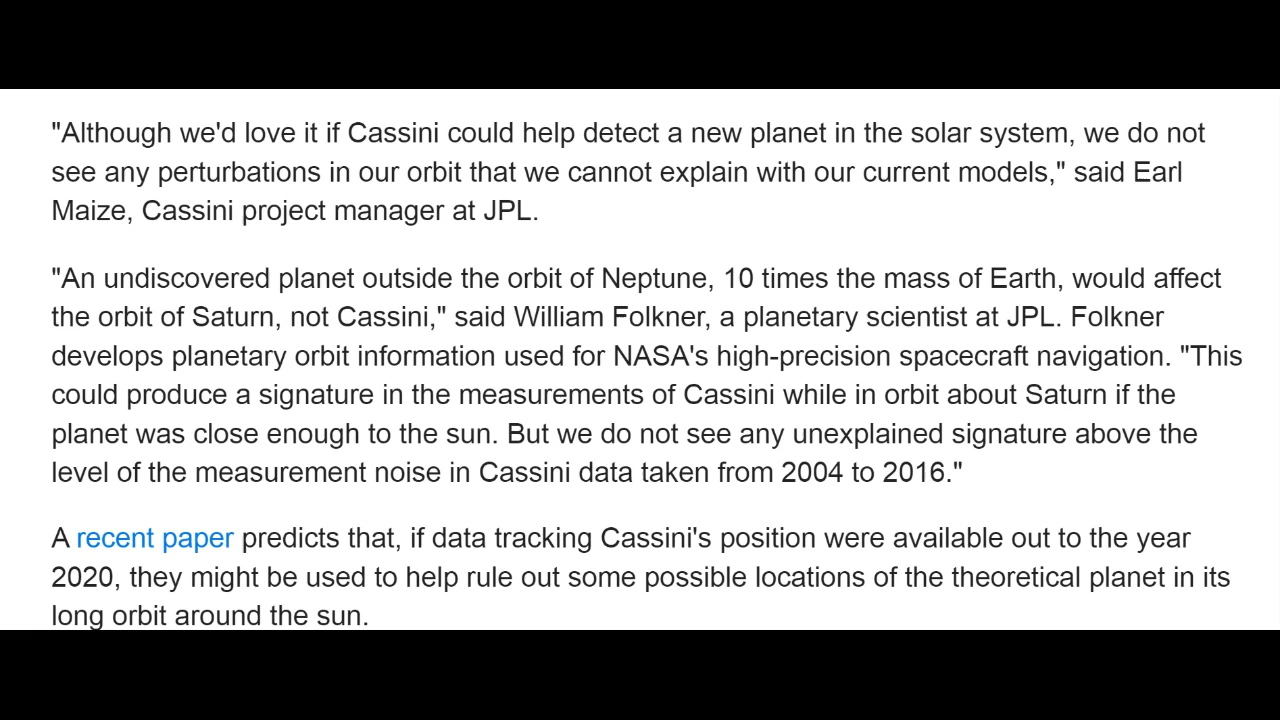 "Although we'd love it if Cassini could help detect a new planet in the solar system, we do not
see any perturbations in our orbit that we cannot explain with our current models," said Earl
Maize, Cassini project manager at JPL.
"An undiscovered planet outside the orbit of Neptune, 10 times the mass of Earth, would affect
the orbit of Saturn, not Cassini," said William Folkner, a planetary scientist at JPL. Folkner
develops planetary orbit information used for NASA's high-precision spacecraft navigation. "This
could produce a signature in the measurements of Cassini while in orbit about Saturn if the
planet was close enough to the sun. But we do not see any unexplained signature above the
level of the measurement noise in Cassini data taken from 2004 to 2016."
A recent paper predicts that, if data tracking Cassini's position were available out to the year
2020, they might be used to help rule out some possible locations of the theoretical planet in its
long orbit around the sun.